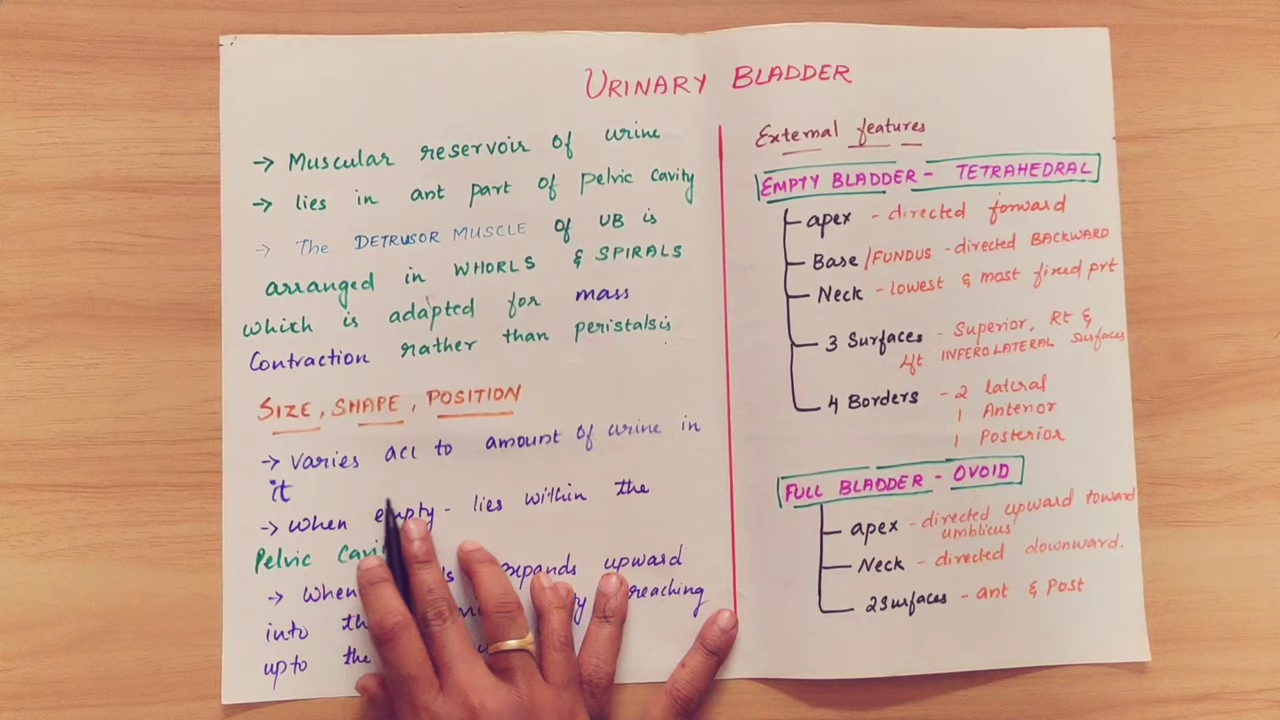 URINARY BLADDER
→ Muscular reservoir of urine
→ lies in ant part of pelvic cavity
→ The DETRUSOR MUSCLE of UB is
arranged in WHORLS & SPIRALS
which is adapted for mass
Contraction rather than peristalsis
SIZE, SHAPE, POSITION
→ Varies acc to amount of urine in
it
→ When empty - lies within the
Pelvic
→ When expands upward
into reaching
upto the
External features
EMPTY BLADDER - TETRAHEDRAL
apex - directed forward
Base/FUNDUS - directed BACKWARD
Neck - lowest & most fixed prt
3 Surfaces - Superior, Rt &
lft INFEROLATERAL surfaces
4 Borders - 2 lateral
1 Anterior
1 Posterior
FULL BLADDER - OVOID
apex - directed upward toward
umblicus
Neck - directed downward.
2 Surfaces - ant & Post